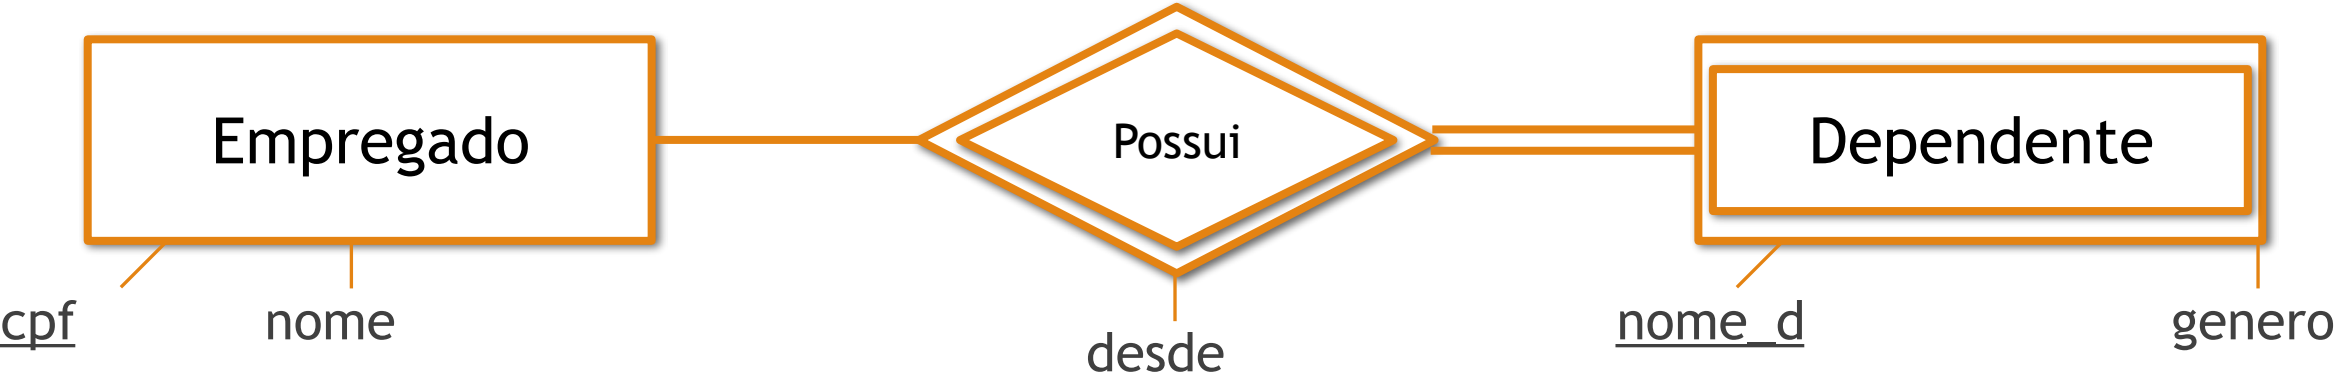 Empregado
Possui
Dependente
cpf
nome
desde
nome_d
genero